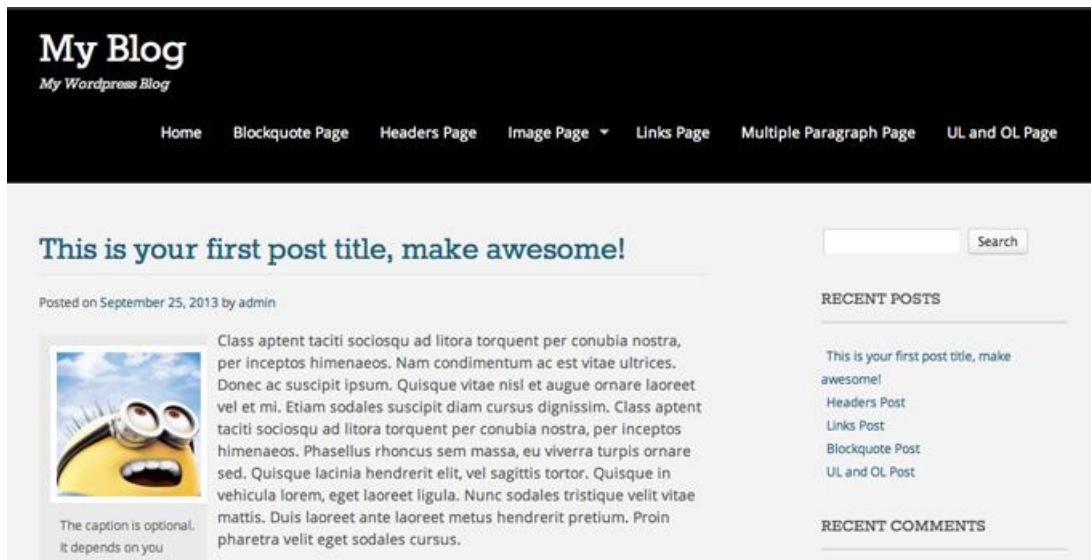 My Blog
My Wordpress Blog
Home Blockquote Page Headers Page Image Page Links Page Multiple Paragraph Page UL and OL Page
This is your first post title, make awesome!
Posted on September 25, 2013 by admin
Class aptent taciti sociosqu ad litora torquent per conubia nostra,
per inceptos himenaeos. Nam condimentum ac est vitae ultrices.
Donec ac suscipit ipsum. Quisque vitae nisl et augue ornare laoreet
vel et mi. Etiam sodales suscipit diam cursus dignissim. Class aptent
taciti sociosqu ad litora torquent per conubia nostra, per inceptos
himenaeos. Phasellus rhoncus sem massa, eu viverra turpis ornare
sed. Quisque lacinia hendrerit elit, vel sagittis tortor. Quisque in
vehicula lorem, eget laoreet ligula. Nunc sodales tristique velit vitae
mattis. Duis laoreet ante laoreet metus hendrerit pretium. Proin
pharetra velit eget sodales cursus.
The caption is optional.
It depends on you
Search
RECENT POSTS
This is your first post title, make
awesome!
Headers Post
Links Post
Blockquote Post
UL and OL Post
RECENT COMMENTS